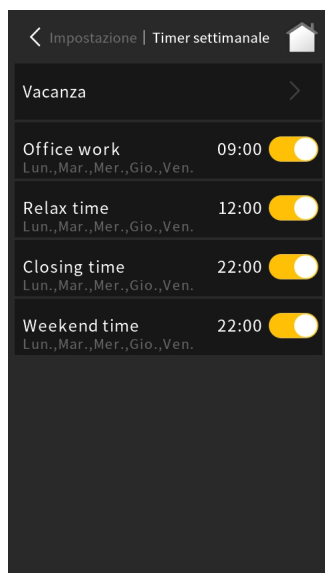 Impostazione | Timer settimanale
Vacanza
Office work 09:00
Lun.,Mar.,Mer.,Gio.,Ven.
Relax time 12:00
Lun.,Mar.,Mer.,Gio.,Ven.
Closing time 22:00
Lun.,Mar.,Mer.,Gio.,Ven.
Weekend time 22:00
Lun.,Mar.,Mer.,Gio.,Ven.